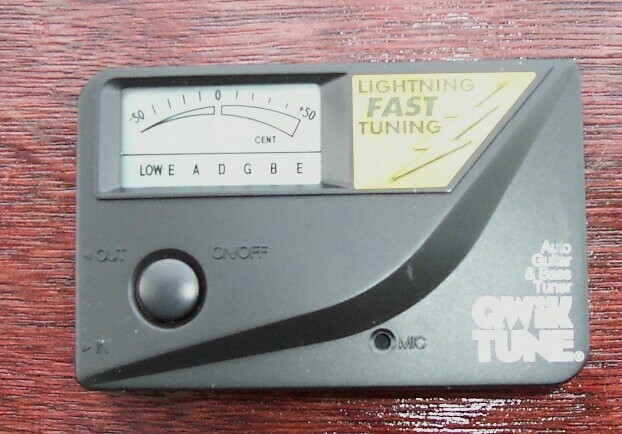 -50 0 +50
CENT
LOW E A D G B E
LIGHTNING
FAST
TUNING
OUT
ON/OFF
IN
MIC
Auto
Guitar
& Bass
Tuner
QWIK
TUNE.